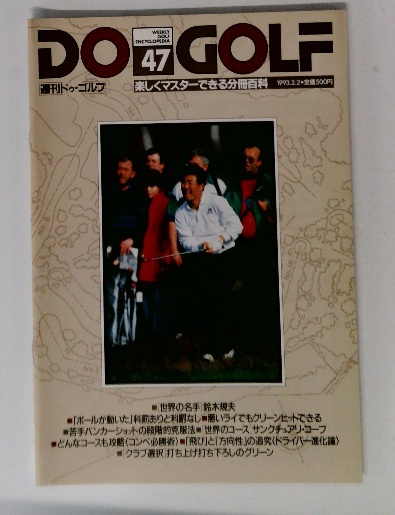 DO GOLF
WEEKLY
GOLF
ENCYCLOPEDIA
47
週刊ドゥ・ゴルフ
楽しくマスターできる分冊百科
1993.2.2●定価500円
■世界の名手 鈴木規夫
■「ボールが動いた」料罰ありと料罰なし■悪いライでもクリーンヒットできる
■苦手バンカーショットの段階的克服法■世界のコース サンクチュアリ・コーブ
■どんなコースも攻略〈コンペ必勝術〉■「飛び」と「方向性」の追究〈ドライバー進化論〉
■クラブ選択 打ち上げ打ち下ろしのグリーン